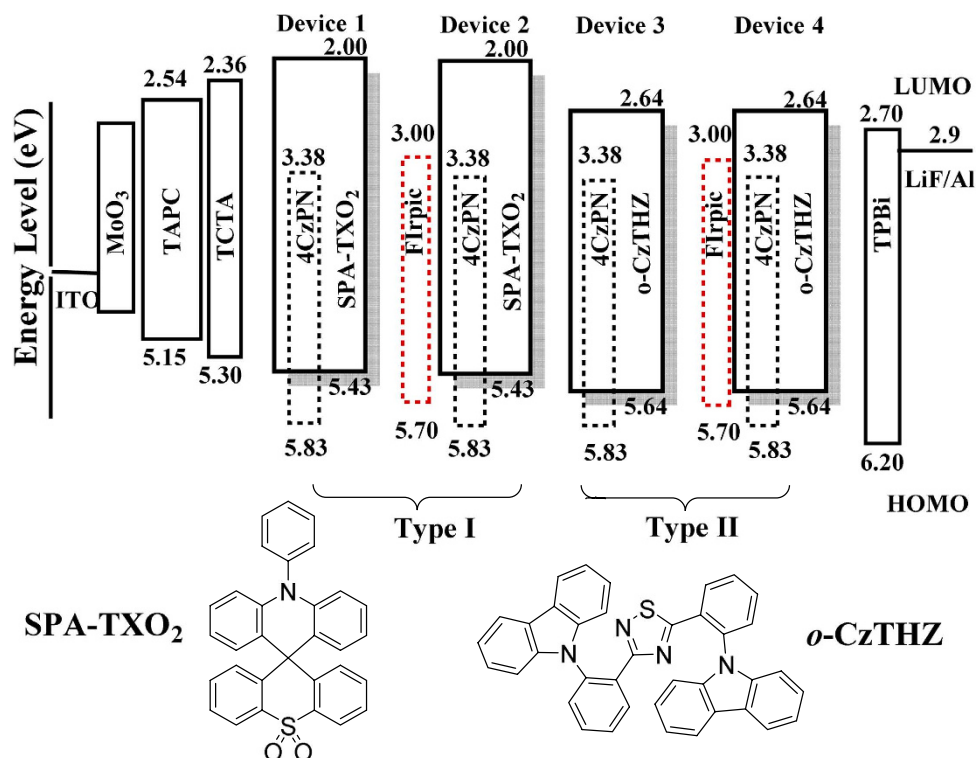 Device 1
Device 2
Device 3
Device 4
2.00
2.00
2.36
2.54
2.64
2.64
LUMO
2.70
2.9
3.00
3.00
3.38
3.38
3.38
3.38
Energy Level (eV)
ITO
MoO3
TAPC
TCTA
4CzPN
SPA-TXO2
FIrpic
4CzPN
SPA-TXO2
4CzPN
o-CzTHZ
FIrpic
4CzPN
o-CzTHZ
TPBi
LiF/Al
5.15
5.30
5.43
5.43
5.64
5.64
5.70
5.70
5.83
5.83
5.83
5.83
6.20
HOMO
Type I
Type II
SPA-TXO2
N
S
O
O
o-CzTHZ
S
N
N
N
N